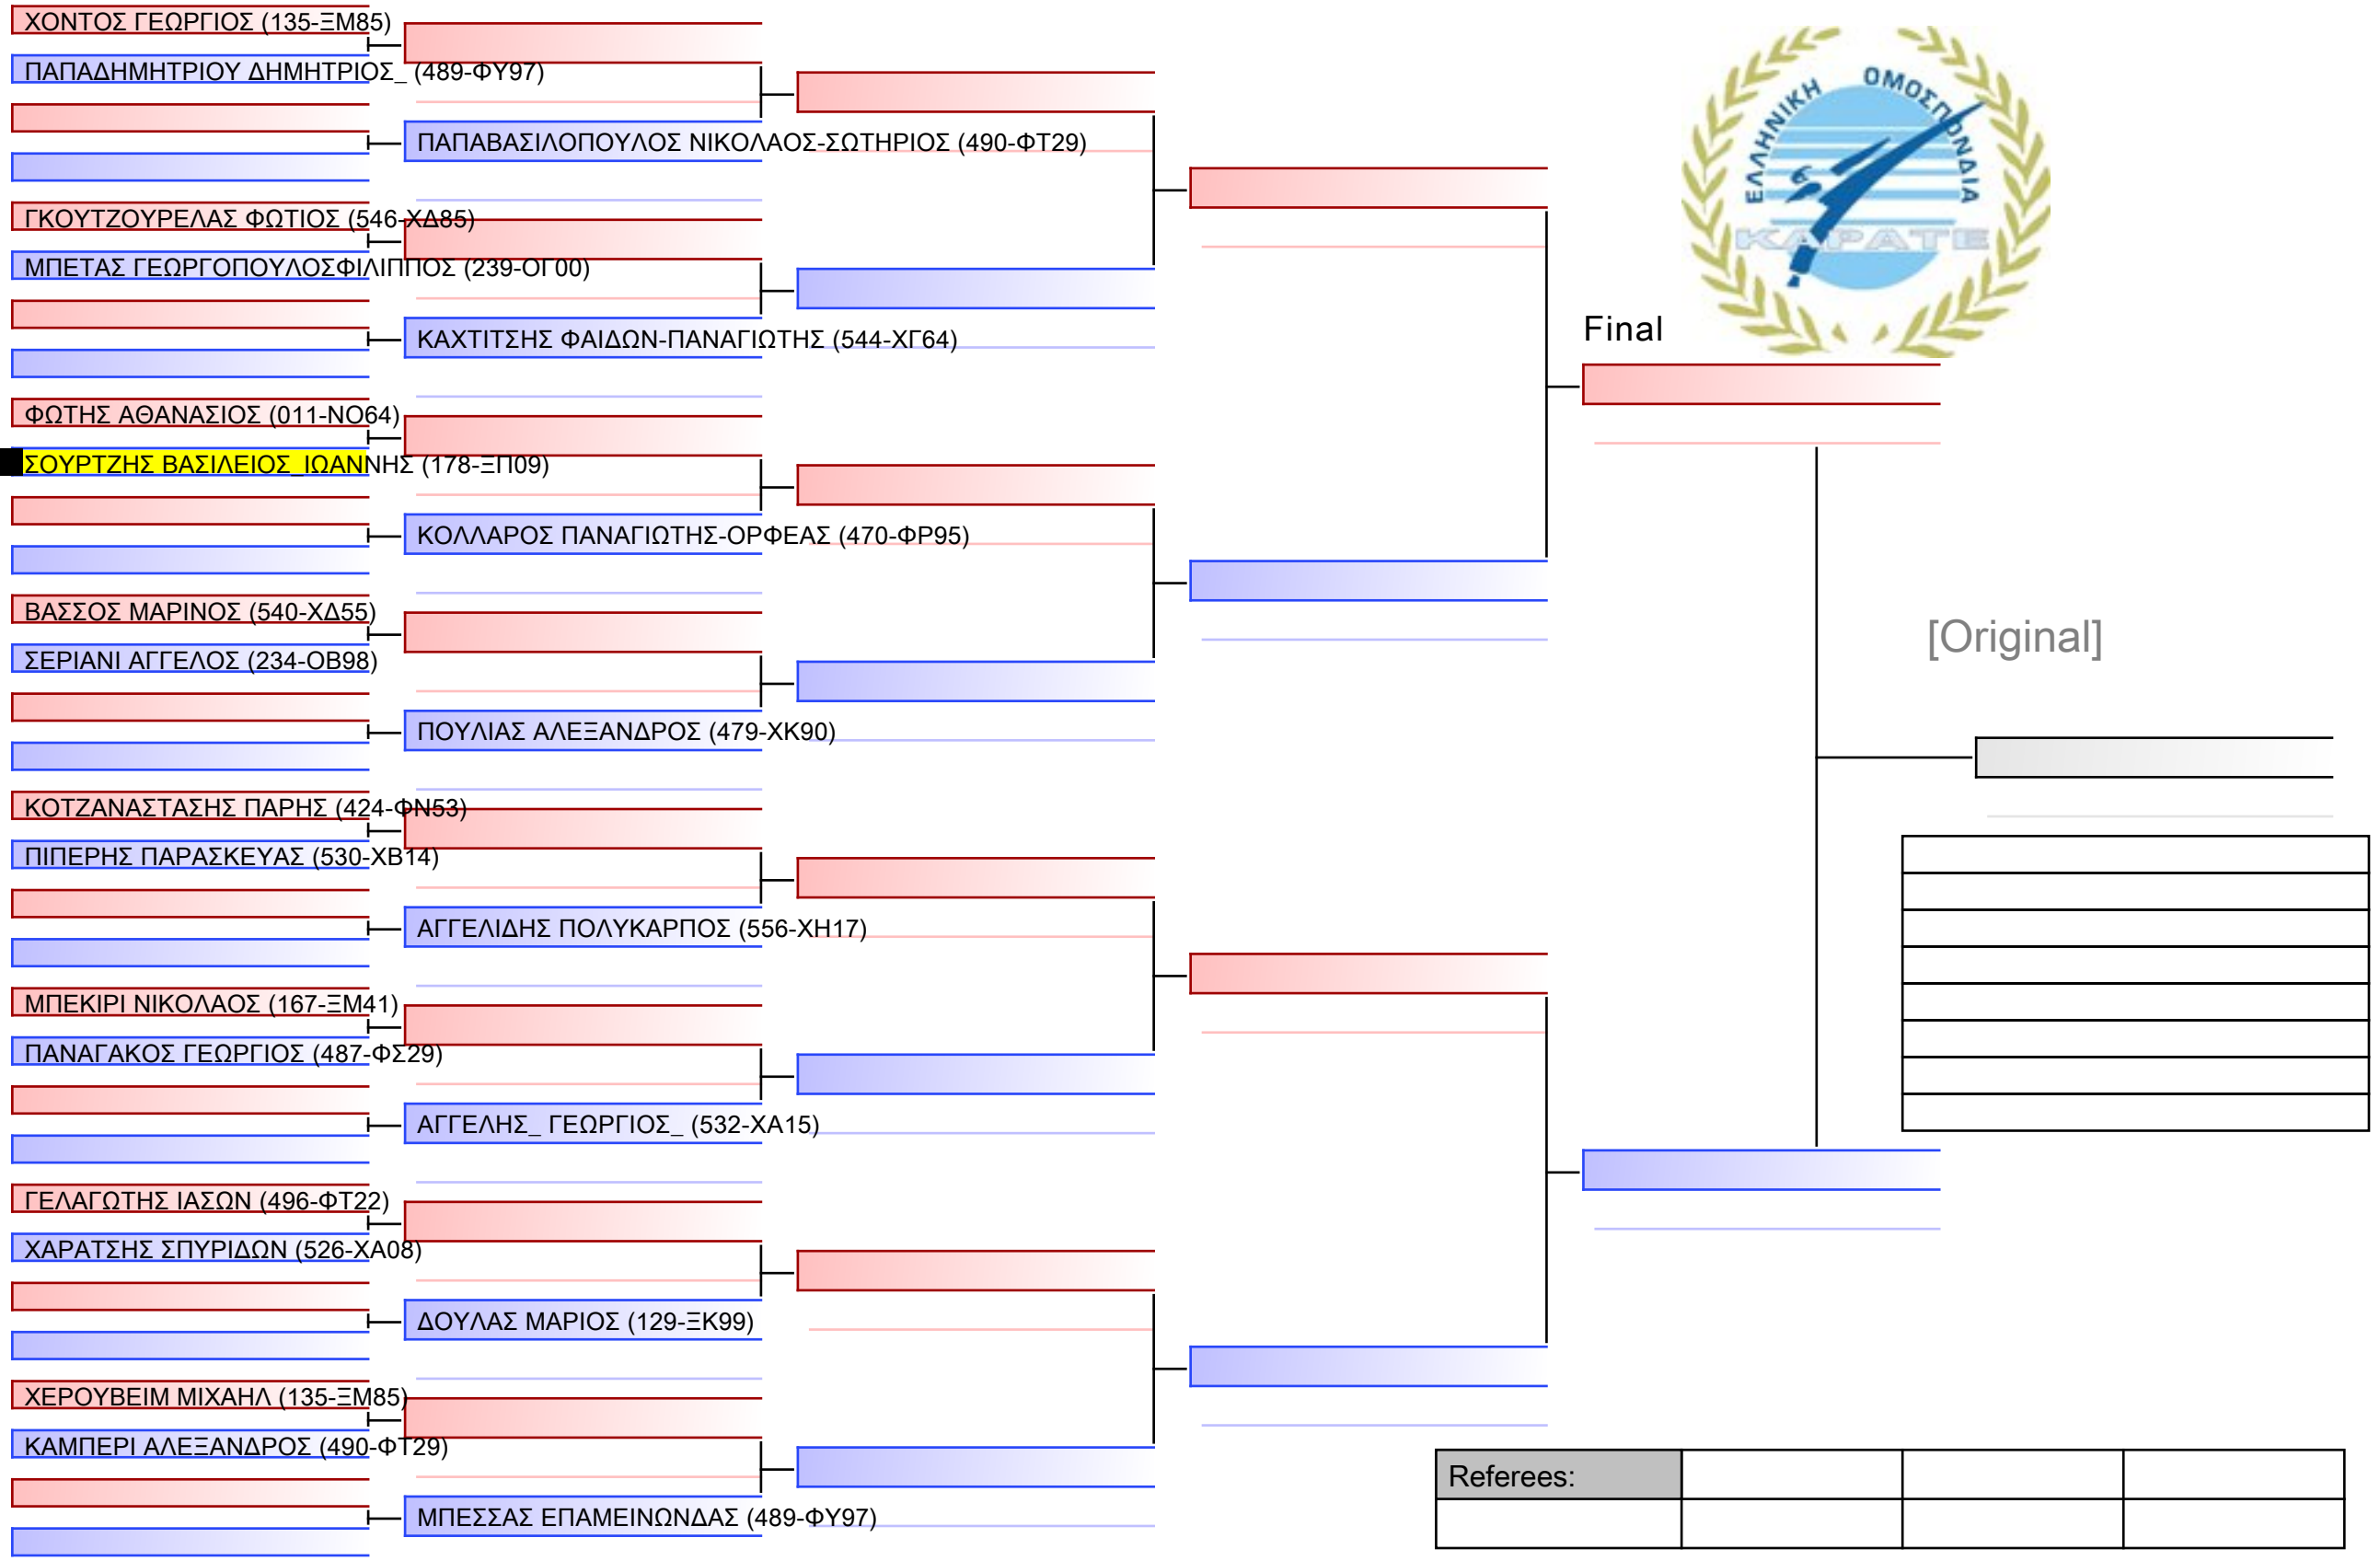 ΧΟΝΤΟΣ ΓΕΩΡΓΙΟΣ (135-ΞΜ85)
ΠΑΠΑΔΗΜΗΤΡΙΟΥ ΔΗΜΗΤΡΙΟΣ_ (489-ΦΥ97)
ΠΑΠΑΒΑΣΙΛΟΠΟΥΛΟΣ ΝΙΚΟΛΑΟΣ-ΣΩΤΗΡΙΟΣ (490-ΦΤ29)
ΓΚΟΥΤΖΟΥΡΕΛΑΣ ΦΩΤΙΟΣ (546-ΧΔ85)
ΜΠΕΤΑΣ ΓΕΩΡΓΟΠΟΥΛΟΣΦΙΛΙΠΠΟΣ (239-ΟΓ00)
ΚΑΧΤΙΤΣΗΣ ΦΑΙΔΩΝ-ΠΑΝΑΓΙΩΤΗΣ (544-ΧΓ64)
ΦΩΤΗΣ ΑΘΑΝΑΣΙΟΣ (011-ΝΟ64)
ΣΟΥΡΤΖΗΣ ΒΑΣΙΛΕΙΟΣ_ΙΩΑΝΝΗΣ (178-ΞΠ09)
ΚΟΛΛΑΡΟΣ ΠΑΝΑΓΙΩΤΗΣ-ΟΡΦΕΑΣ (470-ΦΡ95)
ΒΑΣΣΟΣ ΜΑΡΙΝΟΣ (540-ΧΔ55)
ΣΕΡΙΑΝΙ ΑΓΓΕΛΟΣ (234-ΟΒ98)
ΠΟΥΛΙΑΣ ΑΛΕΞΑΝΔΡΟΣ (479-ΧΚ90)
ΚΟΤΖΑΝΑΣΤΑΣΗΣ ΠΑΡΗΣ (424-ΦΝ53)
ΠΙΠΕΡΗΣ ΠΑΡΑΣΚΕΥΑΣ (530-ΧΒ14)
ΑΓΓΕΛΙΔΗΣ ΠΟΛΥΚΑΡΠΟΣ (556-ΧΗ17)
ΜΠΕΚΙΡΙ ΝΙΚΟΛΑΟΣ (167-ΞΜ41)
ΠΑΝΑΓΑΚΟΣ ΓΕΩΡΓΙΟΣ (487-ΦΣ29)
ΑΓΓΕΛΗΣ_ ΓΕΩΡΓΙΟΣ_ (532-ΧΑ15)
ΓΕΛΑΓΩΤΗΣ ΙΑΣΩΝ (496-ΦΤ22)
ΧΑΡΑΤΣΗΣ ΣΠΥΡΙΔΩΝ (526-ΧΑ08)
ΔΟΥΛΑΣ ΜΑΡΙΟΣ (129-ΞΚ99)
ΧΕΡΟΥΒΕΙΜ ΜΙΧΑΗΛ (135-ΞΜ85)
ΚΑΜΠΕΡΙ ΑΛΕΞΑΝΔΡΟΣ (490-ΦΤ29)
ΜΠΕΣΣΑΣ ΕΠΑΜΕΙΝΩΝΔΑΣ (489-ΦΥ97)
ΕΛΛΗΝΙΚΗ ΟΜΟΣΠΟΝΔΙΑ
ΚΑΡΑΤΕ
Final
[Original]
Referees: